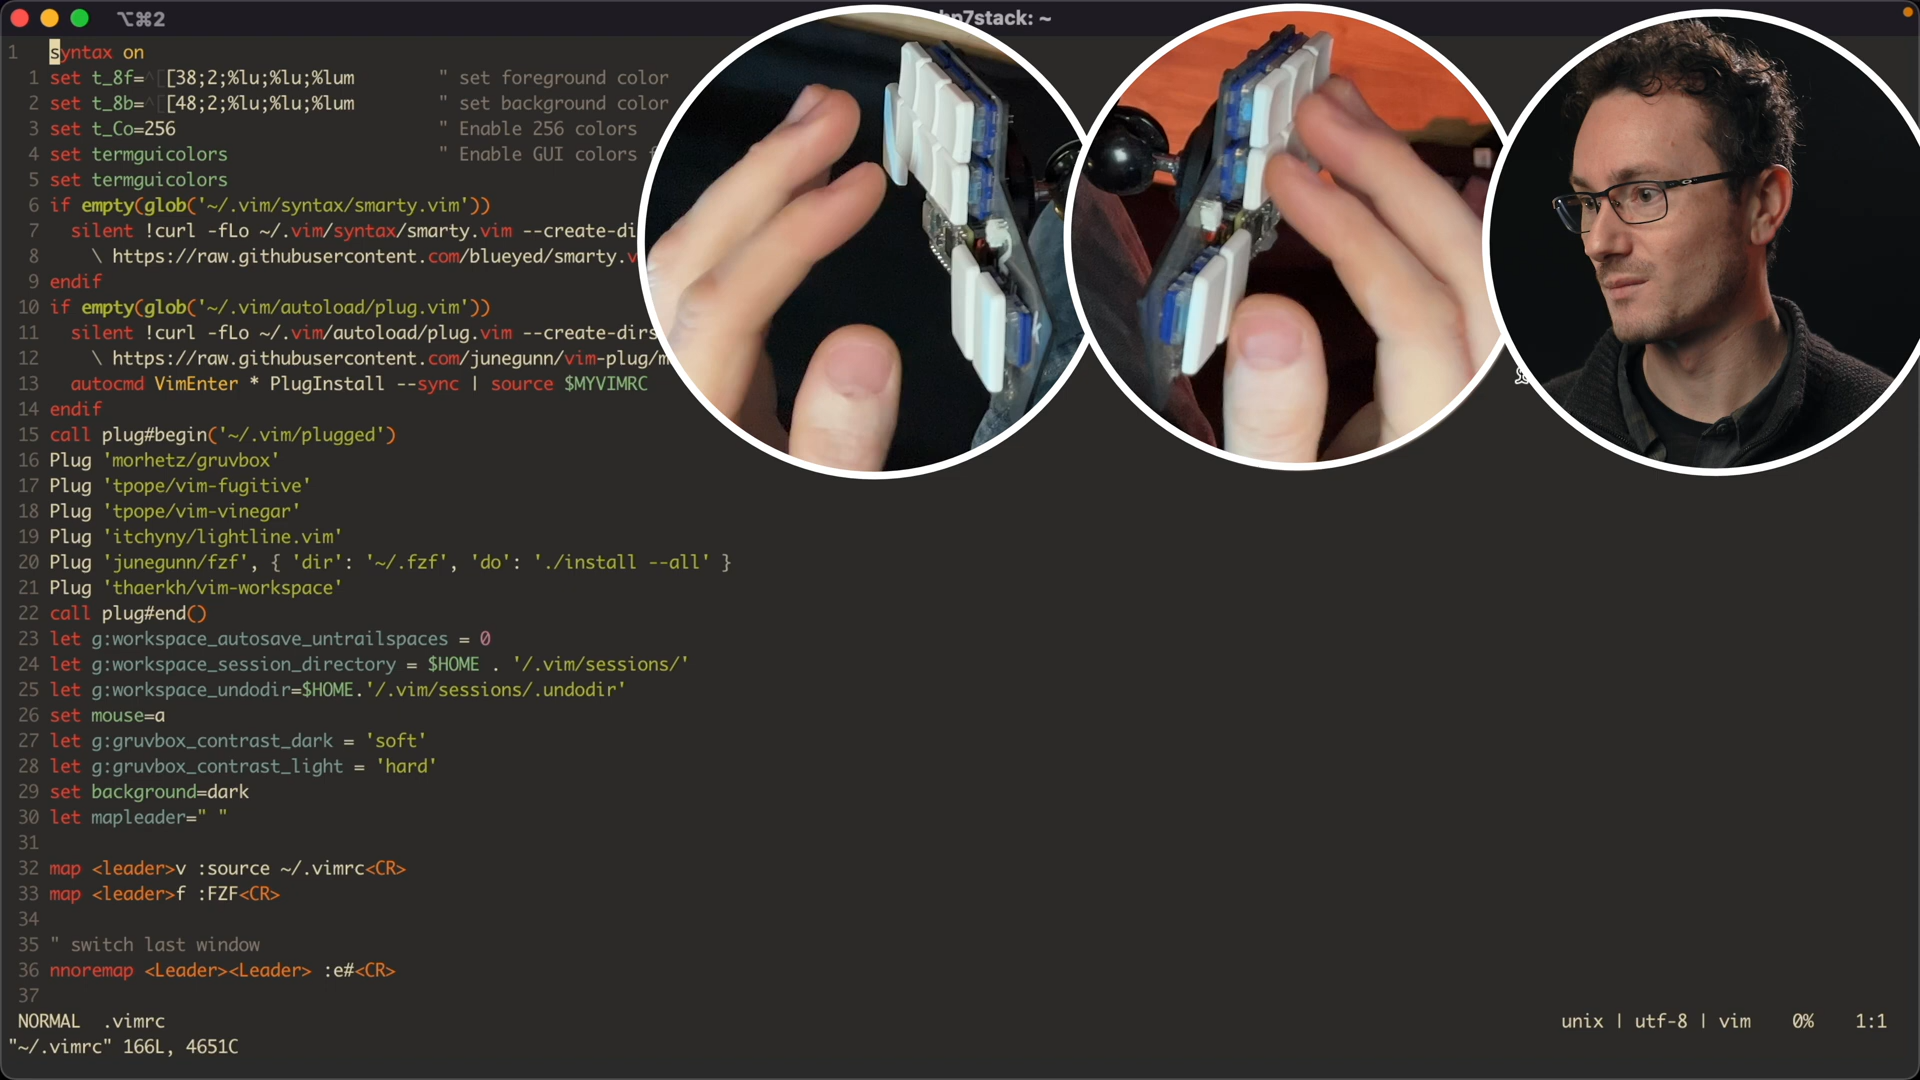 ⌥⌘2
hp7stack: ~
1 syntax on
1 set t_8f=^[[38;2;%lu;%lu;%lum " set foreground color
2 set t_8b=^[[48;2;%lu;%lu;%lum " set background color
3 set t_Co=256 " Enable 256 colors
4 set termguicolors " Enable GUI colors
5 set termguicolors
6 if empty(glob('~/.vim/syntax/smarty.vim'))
7 silent !curl -fLo ~/.vim/syntax/smarty.vim --create-di
8 \ https://raw.githubusercontent.com/blueyed/smarty.v
9 endif
10 if empty(glob('~/.vim/autoload/plug.vim'))
11 silent !curl -fLo ~/.vim/autoload/plug.vim --create-dirs
12 \ https://raw.githubusercontent.com/junegunn/vim-plug/m
13 autocmd VimEnter * PlugInstall --sync | source $MYVIMRC
14 endif
15 call plug#begin('~/.vim/plugged')
16 Plug 'morhetz/gruvbox'
17 Plug 'tpope/vim-fugitive'
18 Plug 'tpope/vim-vinegar'
19 Plug 'itchyny/lightline.vim'
20 Plug 'junegunn/fzf', { 'dir': '~/.fzf', 'do': './install --all' }
21 Plug 'thaerkh/vim-workspace'
22 call plug#end()
23 let g:workspace_autosave_untrailspaces = 0
24 let g:workspace_session_directory = $HOME . '/.vim/sessions/'
25 let g:workspace_undodir=$HOME.'/.vim/sessions/.undodir'
26 set mouse=a
27 let g:gruvbox_contrast_dark = 'soft'
28 let g:gruvbox_contrast_light = 'hard'
29 set background=dark
30 let mapleader=" "
31
32 map <leader>v :source ~/.vimrc<CR>
33 map <leader>f :FZF<CR>
34
35 " switch last window
36 nnoremap <Leader><Leader> :e#<CR>
37
NORMAL .vimrc unix | utf-8 | vim 0% 1:1
"~/.vimrc" 166L, 4651C